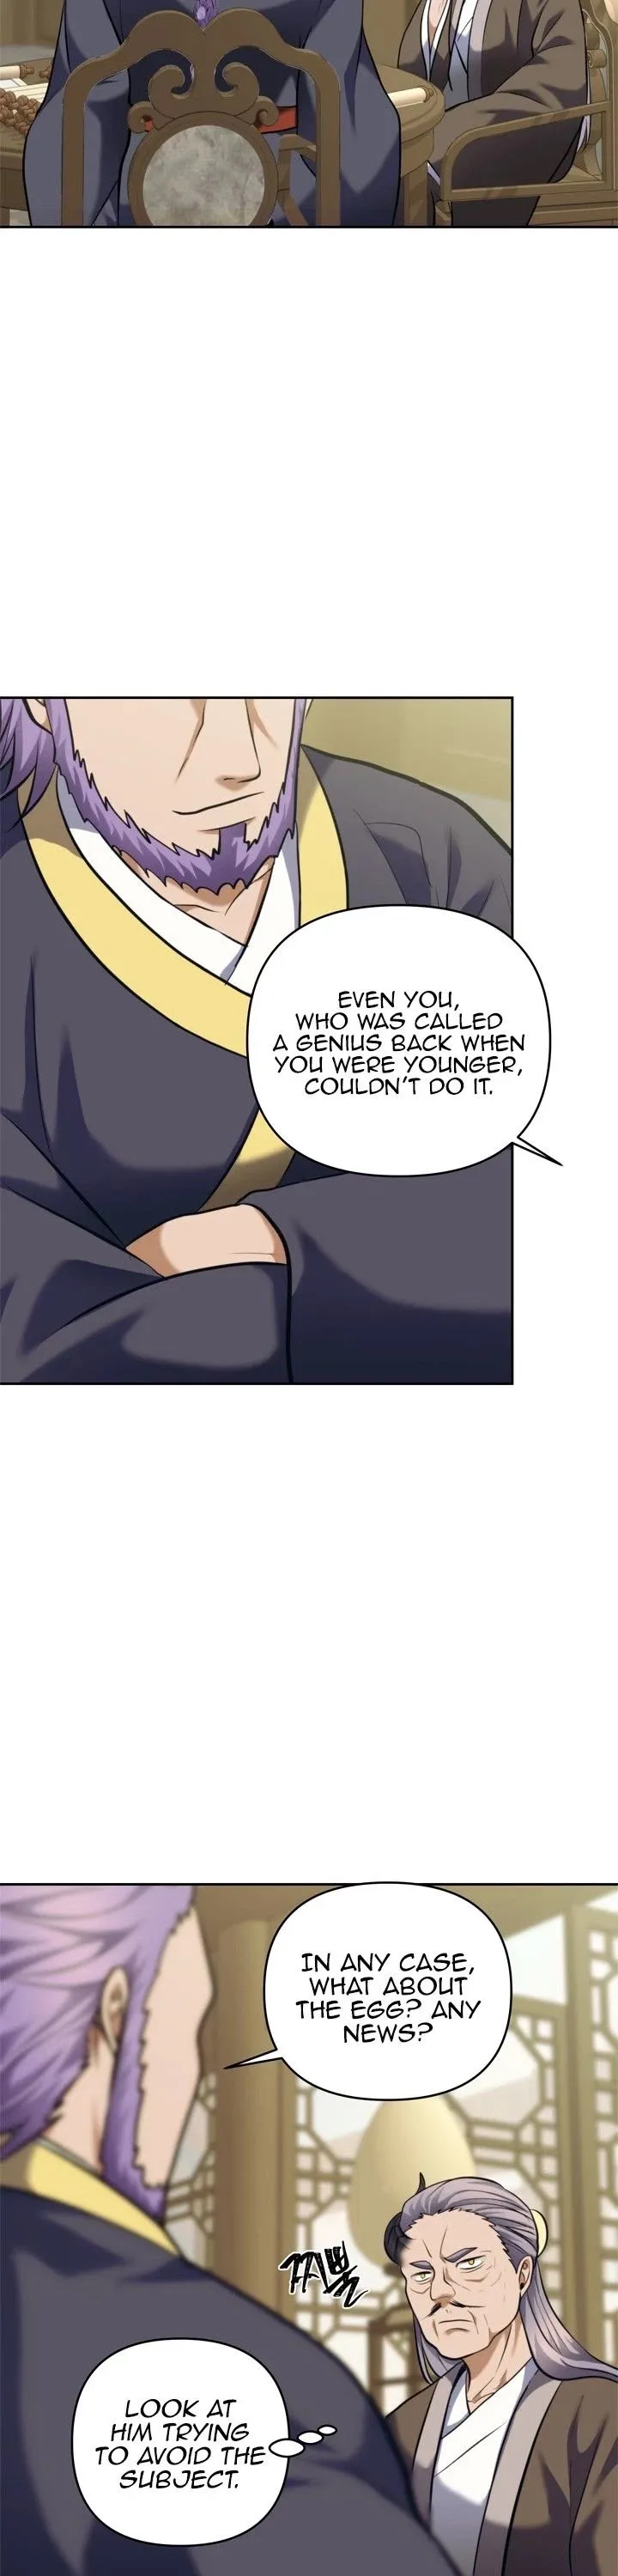 EVEN YOU,
WHO WAS CALLED
A GENIUS BACK WHEN
YOU WERE YOUNGER,
COULDN'T DO IT.
IN ANY CASE,
WHAT ABOUT
THE EGG? ANY
NEWS?
LOOK AT
HIM TRYING
TO AVOID THE
SUBJECT.